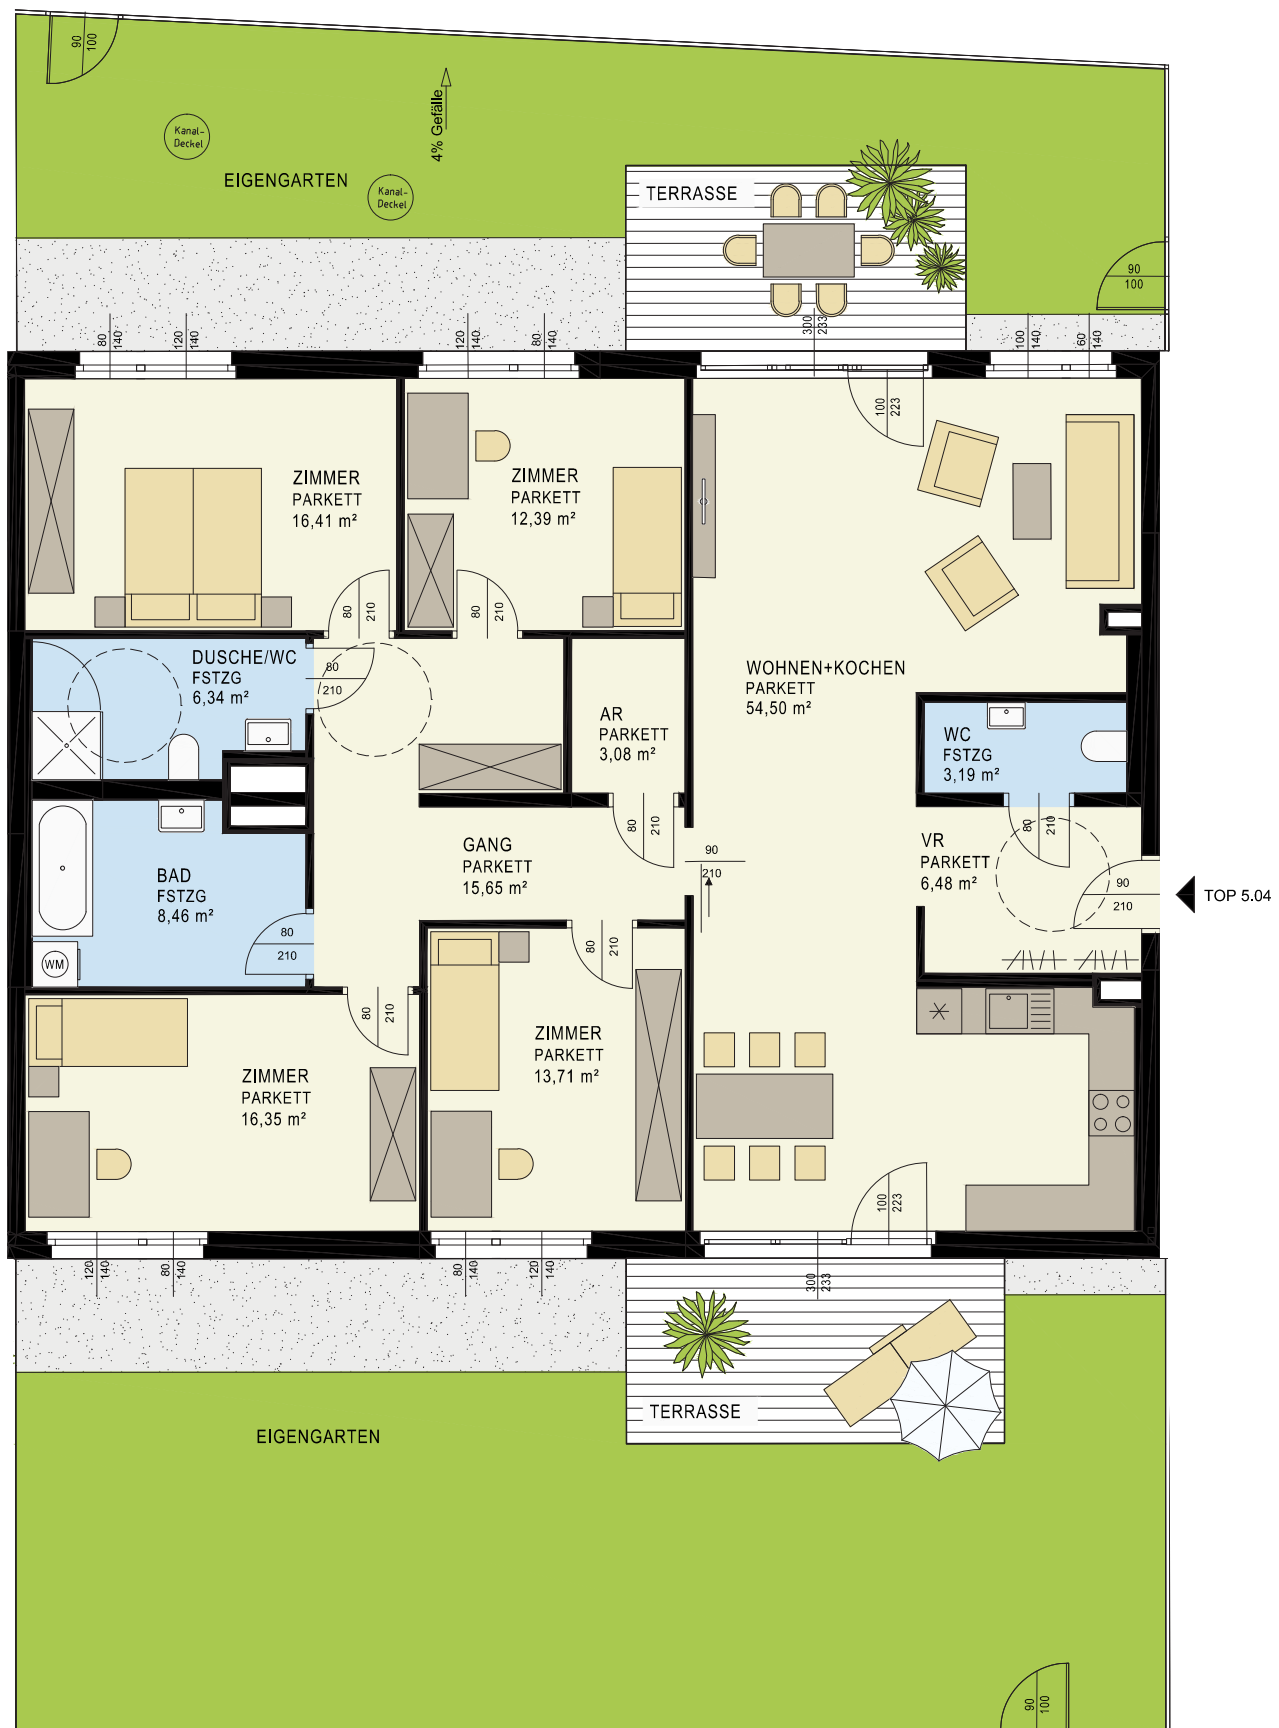 90
100
Kanal-
Deckel
4% Gefälle
EIGENGARTEN
Kanal-
Deckel
TERRASSE
90
100
80
140
120
140
120
140
80
140
300
233
100
140
60
140
100
223
ZIMMER
PARKETT
16,41 m²
ZIMMER
PARKETT
12,39 m²
80
210
80
210
DUSCHE/WC
FSTZG
6,34 m²
80
210
WOHNEN+KOCHEN
PARKETT
54,50 m²
AR
PARKETT
3,08 m²
WC
FSTZG
3,19 m²
80
210
80
210
GANG
PARKETT
15,65 m²
90
210
VR
PARKETT
6,48 m²
90
210
TOP 5.04
BAD
FSTZG
8,46 m²
80
210
WM
80
210
80
210
ZIMMER
PARKETT
13,71 m²
ZIMMER
PARKETT
16,35 m²
100
223
120
140
80
140
80
140
120
140
300
233
TERRASSE
EIGENGARTEN
90
100